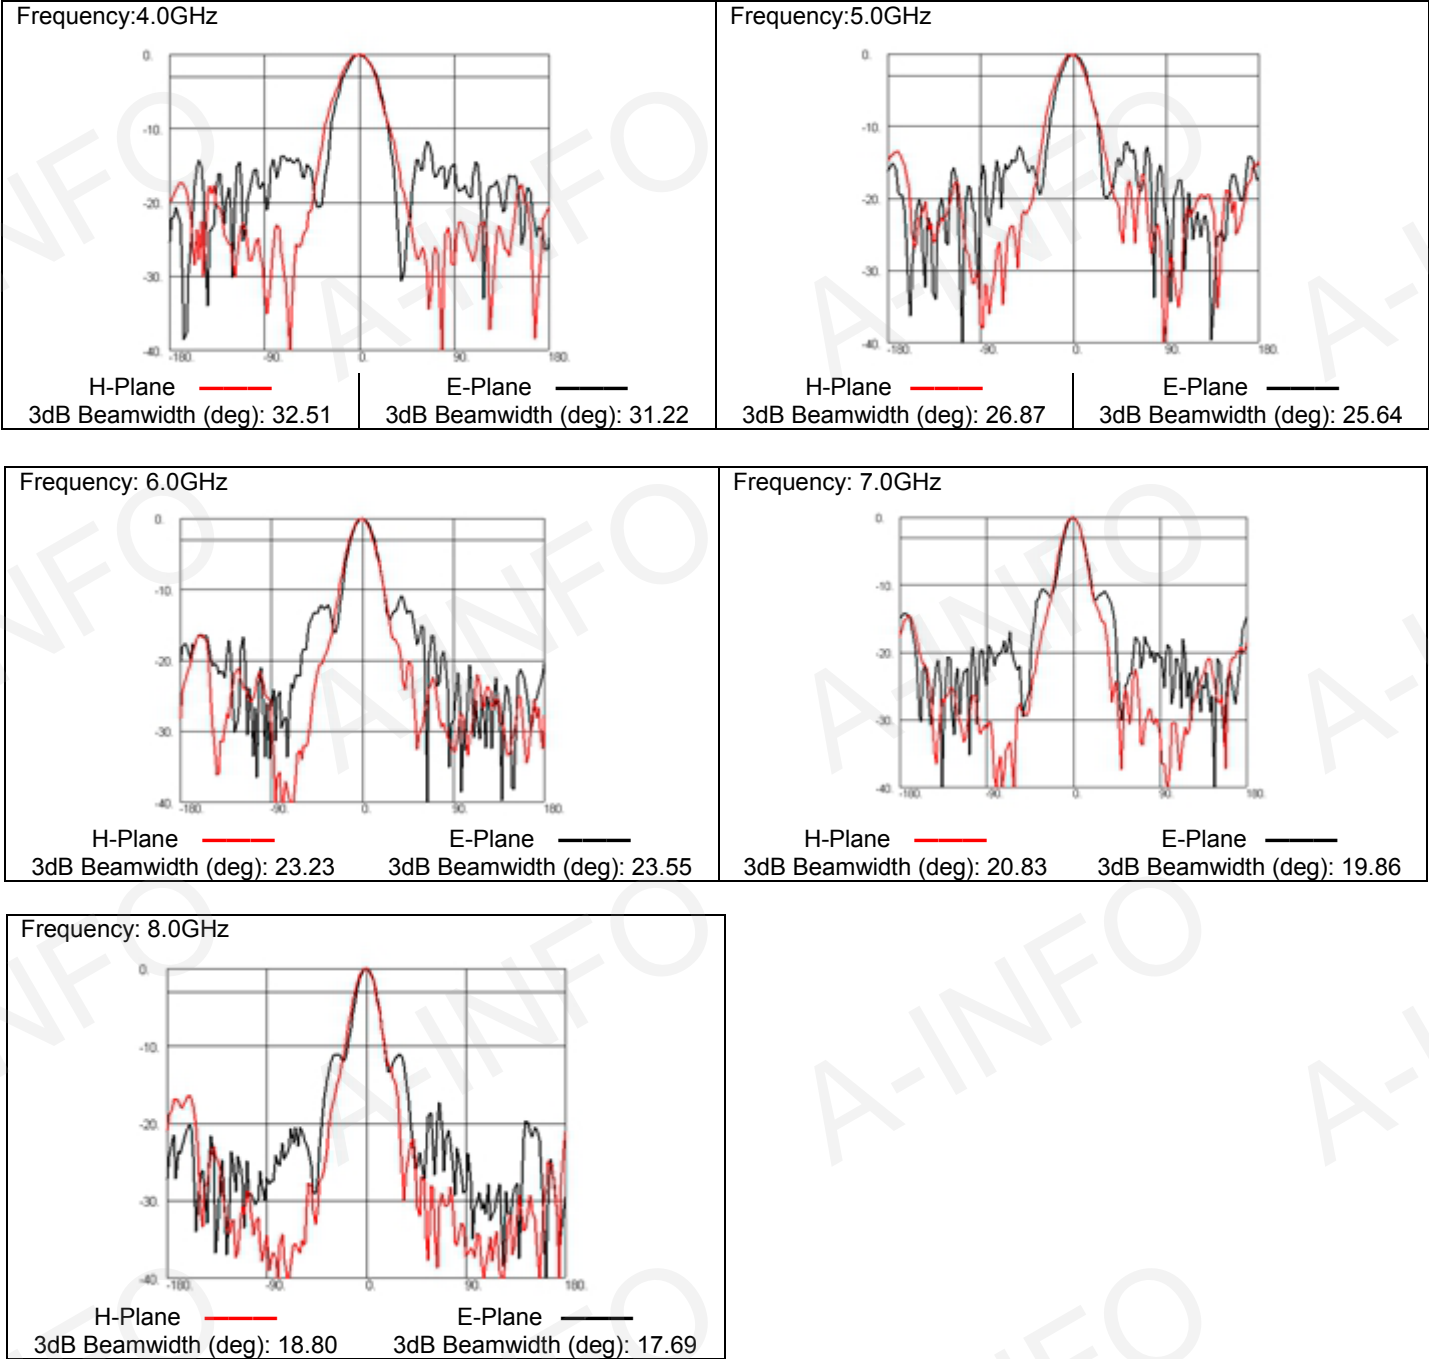 Frequency:4.0GHz
0.
-10.
-20.
-30.
-40.
-180. -90. 0. 90. 180.
H-Plane E-Plane
3dB Beamwidth (deg): 32.51 3dB Beamwidth (deg): 31.22
Frequency:5.0GHz
0.
-10.
-20.
-30.
-40.
-180. -90. 0. 90. 180.
H-Plane E-Plane
3dB Beamwidth (deg): 26.87 3dB Beamwidth (deg): 25.64
Frequency: 6.0GHz
0.
-10.
-20.
-30.
-40.
-180. -90. 0. 90. 180.
H-Plane E-Plane
3dB Beamwidth (deg): 23.23 3dB Beamwidth (deg): 23.55
Frequency: 7.0GHz
0.
-10.
-20.
-30.
-40.
-180. -90. 0. 90. 180.
H-Plane E-Plane
3dB Beamwidth (deg): 20.83 3dB Beamwidth (deg): 19.86
Frequency: 8.0GHz
0.
-10.
-20.
-30.
-40.
-180. -90. 0. 90. 180.
H-Plane E-Plane
3dB Beamwidth (deg): 18.80 3dB Beamwidth (deg): 17.69
A-INFO